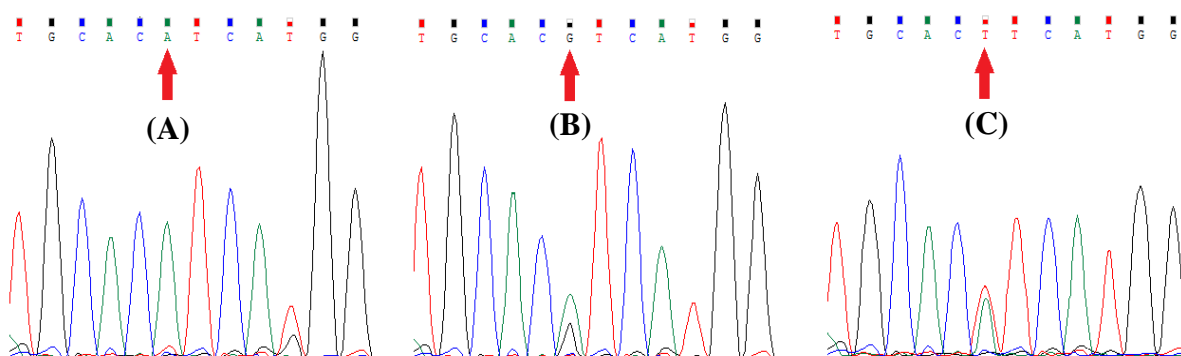 T G C A C A T C A T G G
(A)
T G C A C G T C A T G G
(B)
T G C A C T T C A T G G
(C)